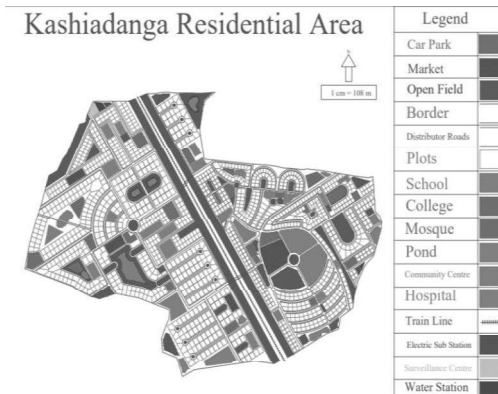 Kashiadanga Residential Area
N
1 cm = 108 m
Legend
Car Park
Market
Open Field
Border
Distributor Roads
Plots
School
College
Mosque
Pond
Community Centre
Hospital
Train Line
Electric Sub Station
Surveillance Centre
Water Station